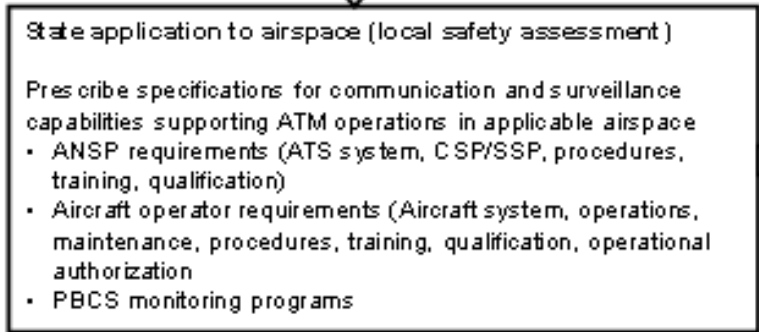 State application to airspace (local safety assessment)
Prescribe specifications for communication and surveillance
capabilities supporting ATM operations in applicable airspace
• ANSP requirements (ATS system, CSP/SSP, procedures,
training, qualification)
• Aircraft operator requirements (Aircraft system, operations,
maintenance, procedures, training, qualification, operational
authorization
• PBCS monitoring programs